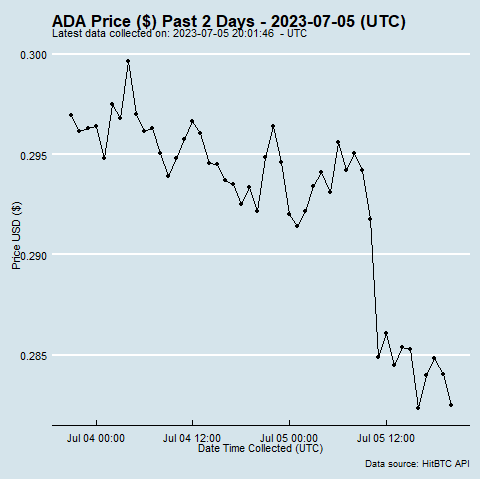 ADA Price ($) Past 2 Days - 2023-07-05 (UTC)
Latest data collected on: 2023-07-05 20:01:46  - UTC
0.300
0.295
0.290
0.285
Price USD ($)
Jul 04 00:00
Jul 04 12:00
Jul 05 00:00
Jul 05 12:00
Date Time Collected (UTC)
Data source: HitBTC API